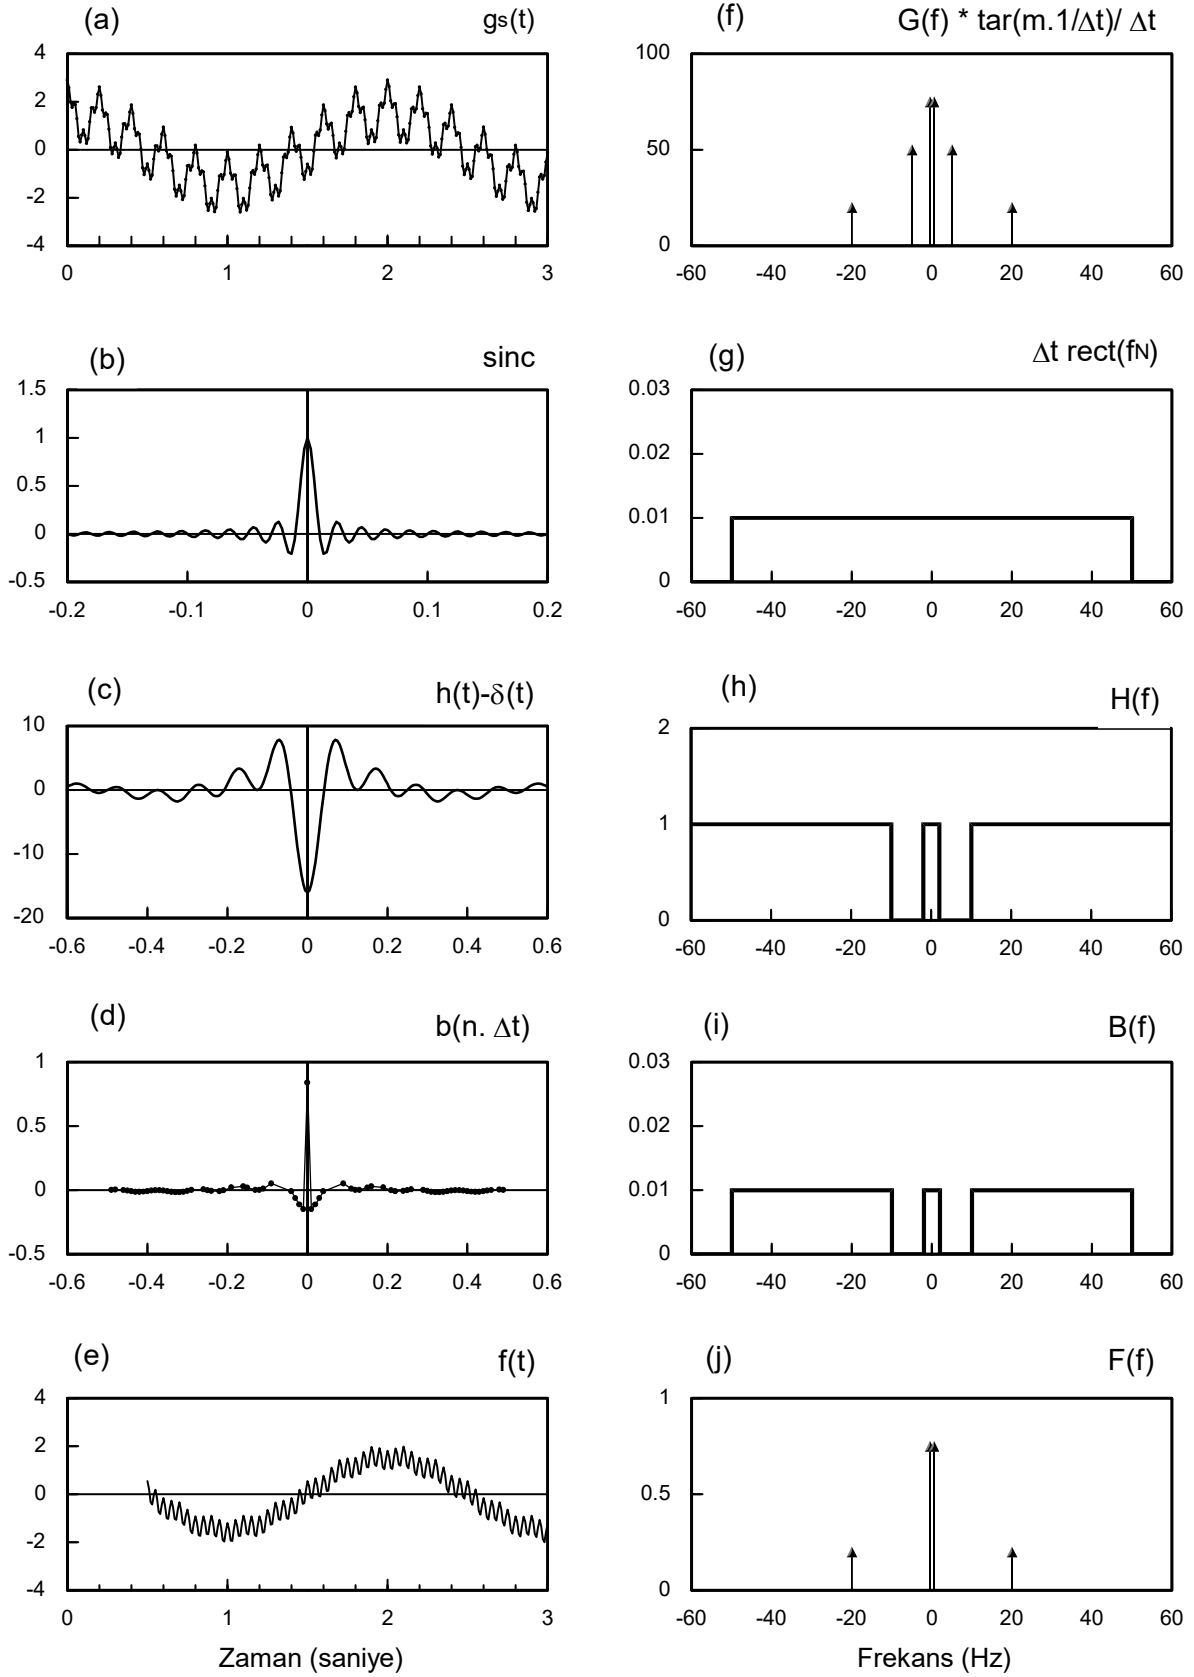 (a) gs(t)
4
2
0
-2
-4
0 1 2 3
(f) G(f) * tar(m.1/Δt)/ Δt
100
50
0
-60 -40 -20 0 20 40 60
(b) sinc
1.5
1
0.5
0
-0.5
-0.2 -0.1 0 0.1 0.2
(g) Δt rect(fN)
0.03
0.02
0.01
0
-60 -40 -20 0 20 40 60
(c) h(t)-δ(t)
10
0
-10
-20
-0.6 -0.4 -0.2 0 0.2 0.4 0.6
(h) H(f)
2
1
0
-60 -40 -20 0 20 40 60
(d) b(n. Δt)
1
0.5
0
-0.5
-0.6 -0.4 -0.2 0 0.2 0.4 0.6
(i) B(f)
0.03
0.02
0.01
0
-60 -40 -20 0 20 40 60
(e) f(t)
4
2
0
-2
-4
0 1 2 3
Zaman (saniye)
(j) F(f)
1
0.5
0
-60 -40 -20 0 20 40 60
Frekans (Hz)